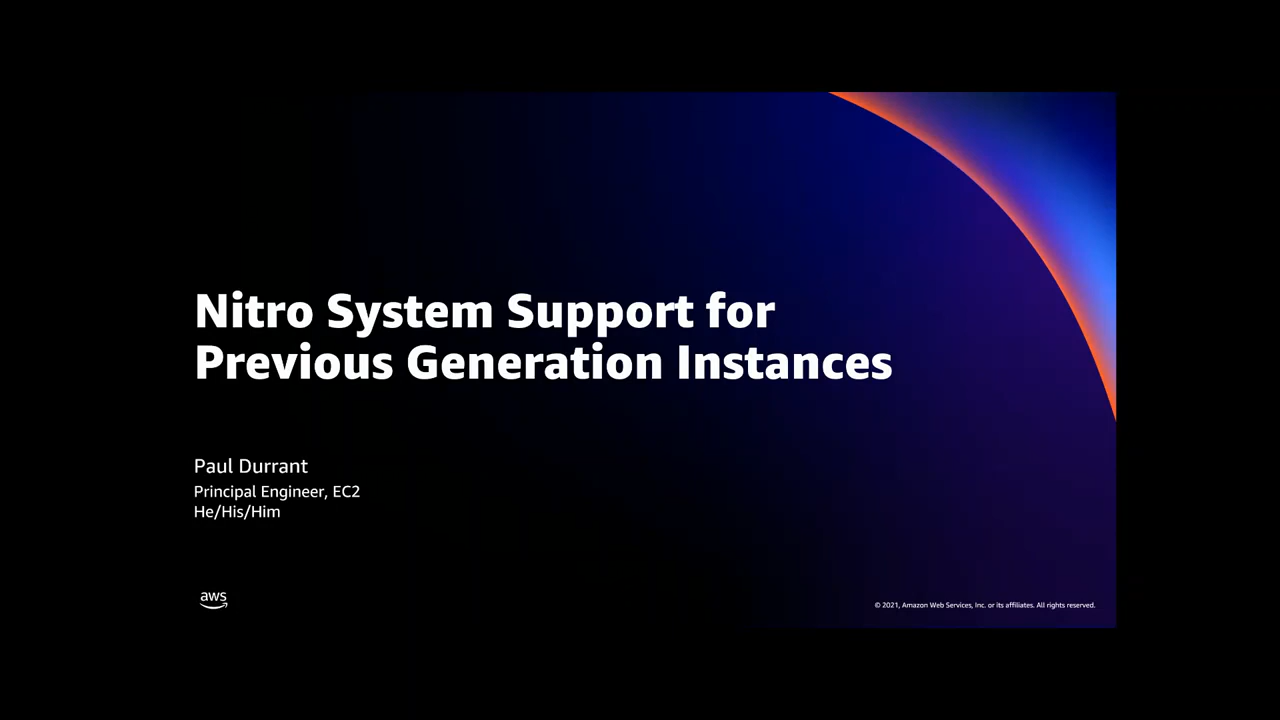 Nitro System Support for
Previous Generation Instances
Paul Durrant
Principal Engineer, EC2
He/His/Him
aws
© 2021, Amazon Web Services, Inc. or its affiliates. All rights reserved.